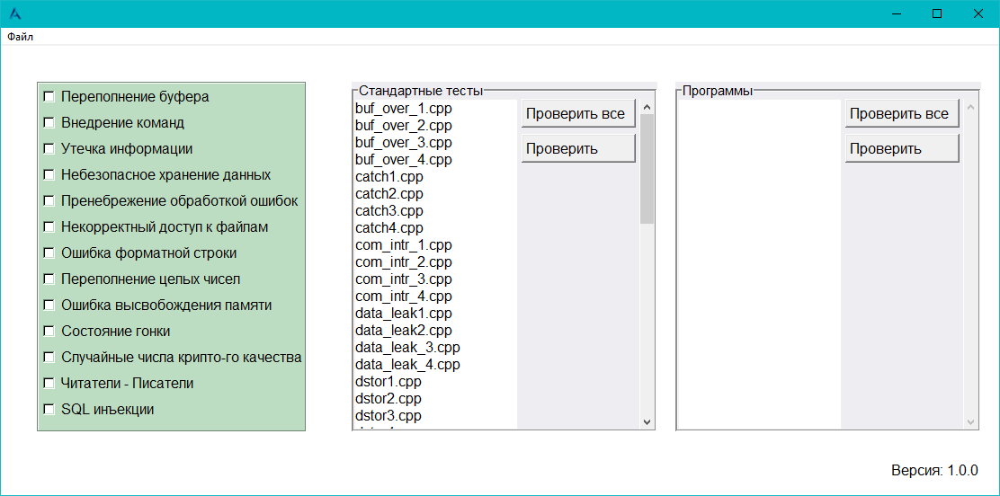 Файл
Переполнение буфера
Внедрение команд
Утечка информации
Небезопасное хранение данных
Пренебрежение обработкой ошибок
Некорректный доступ к файлам
Ошибка форматной строки
Переполнение целых чисел
Ошибка высвобождения памяти
Состояние гонки
Случайные числа крипто-го качества
Читатели - Писатели
SQL инъекции
Стандартные тесты
buf_over_1.cpp
buf_over_2.cpp
buf_over_3.cpp
buf_over_4.cpp
catch1.cpp
catch2.cpp
catch3.cpp
catch4.cpp
com_intr_1.cpp
com_intr_2.cpp
com_intr_3.cpp
com_intr_4.cpp
data_leak1.cpp
data_leak2.cpp
data_leak_3.cpp
data_leak_4.cpp
dstor1.cpp
dstor2.cpp
dstor3.cpp
Проверить все
Проверить
Программы
Проверить все
Проверить
Версия: 1.0.0